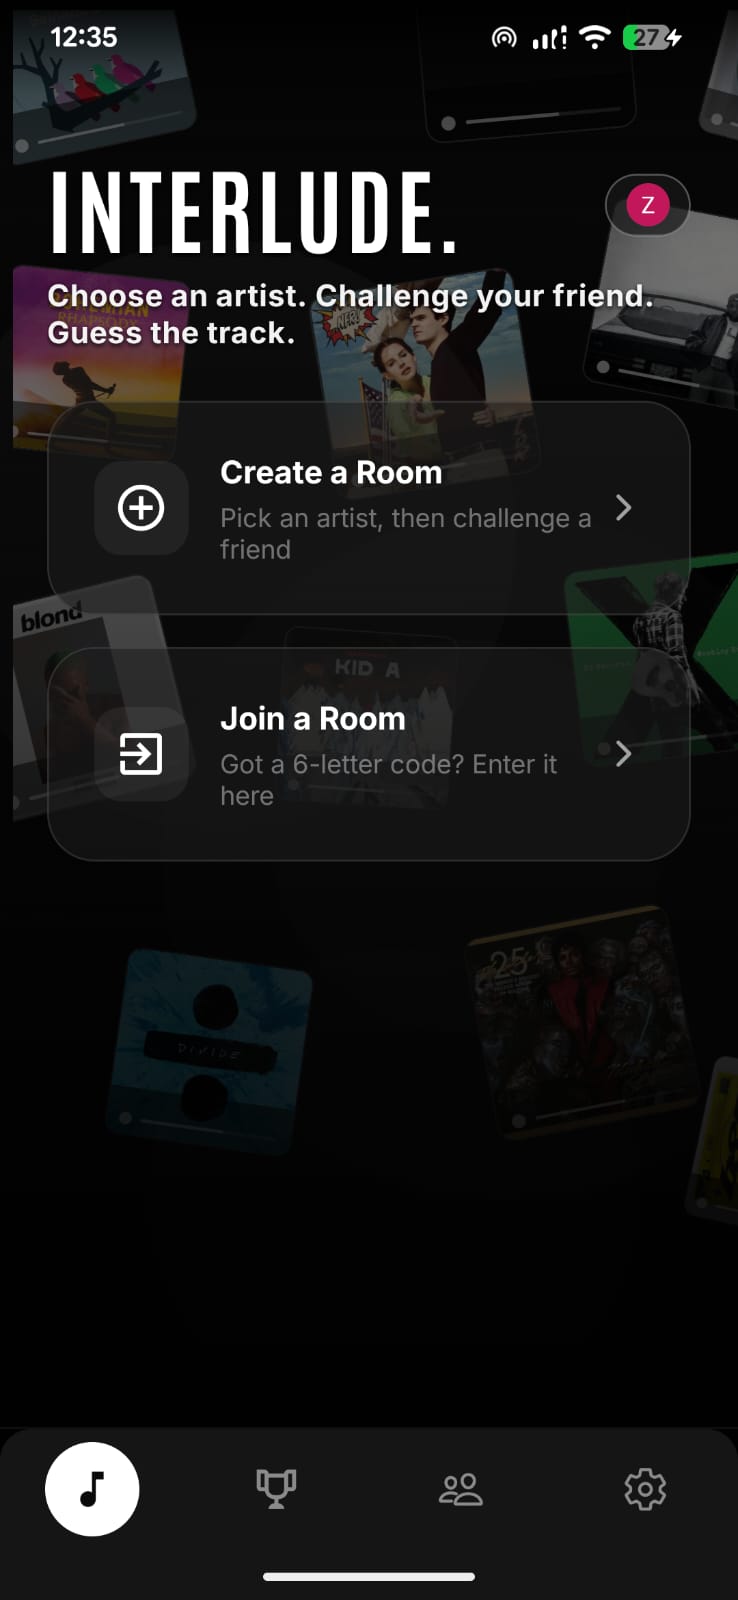 12:35
27
INTERLUDE.
Z
Choose an artist. Challenge your friend.
Guess the track.
RHAPSODY
Create a Room
Pick an artist, then challenge a
friend
blond
KID A
Join a Room
Got a 6-letter code? Enter it
here
25
DIVIDE